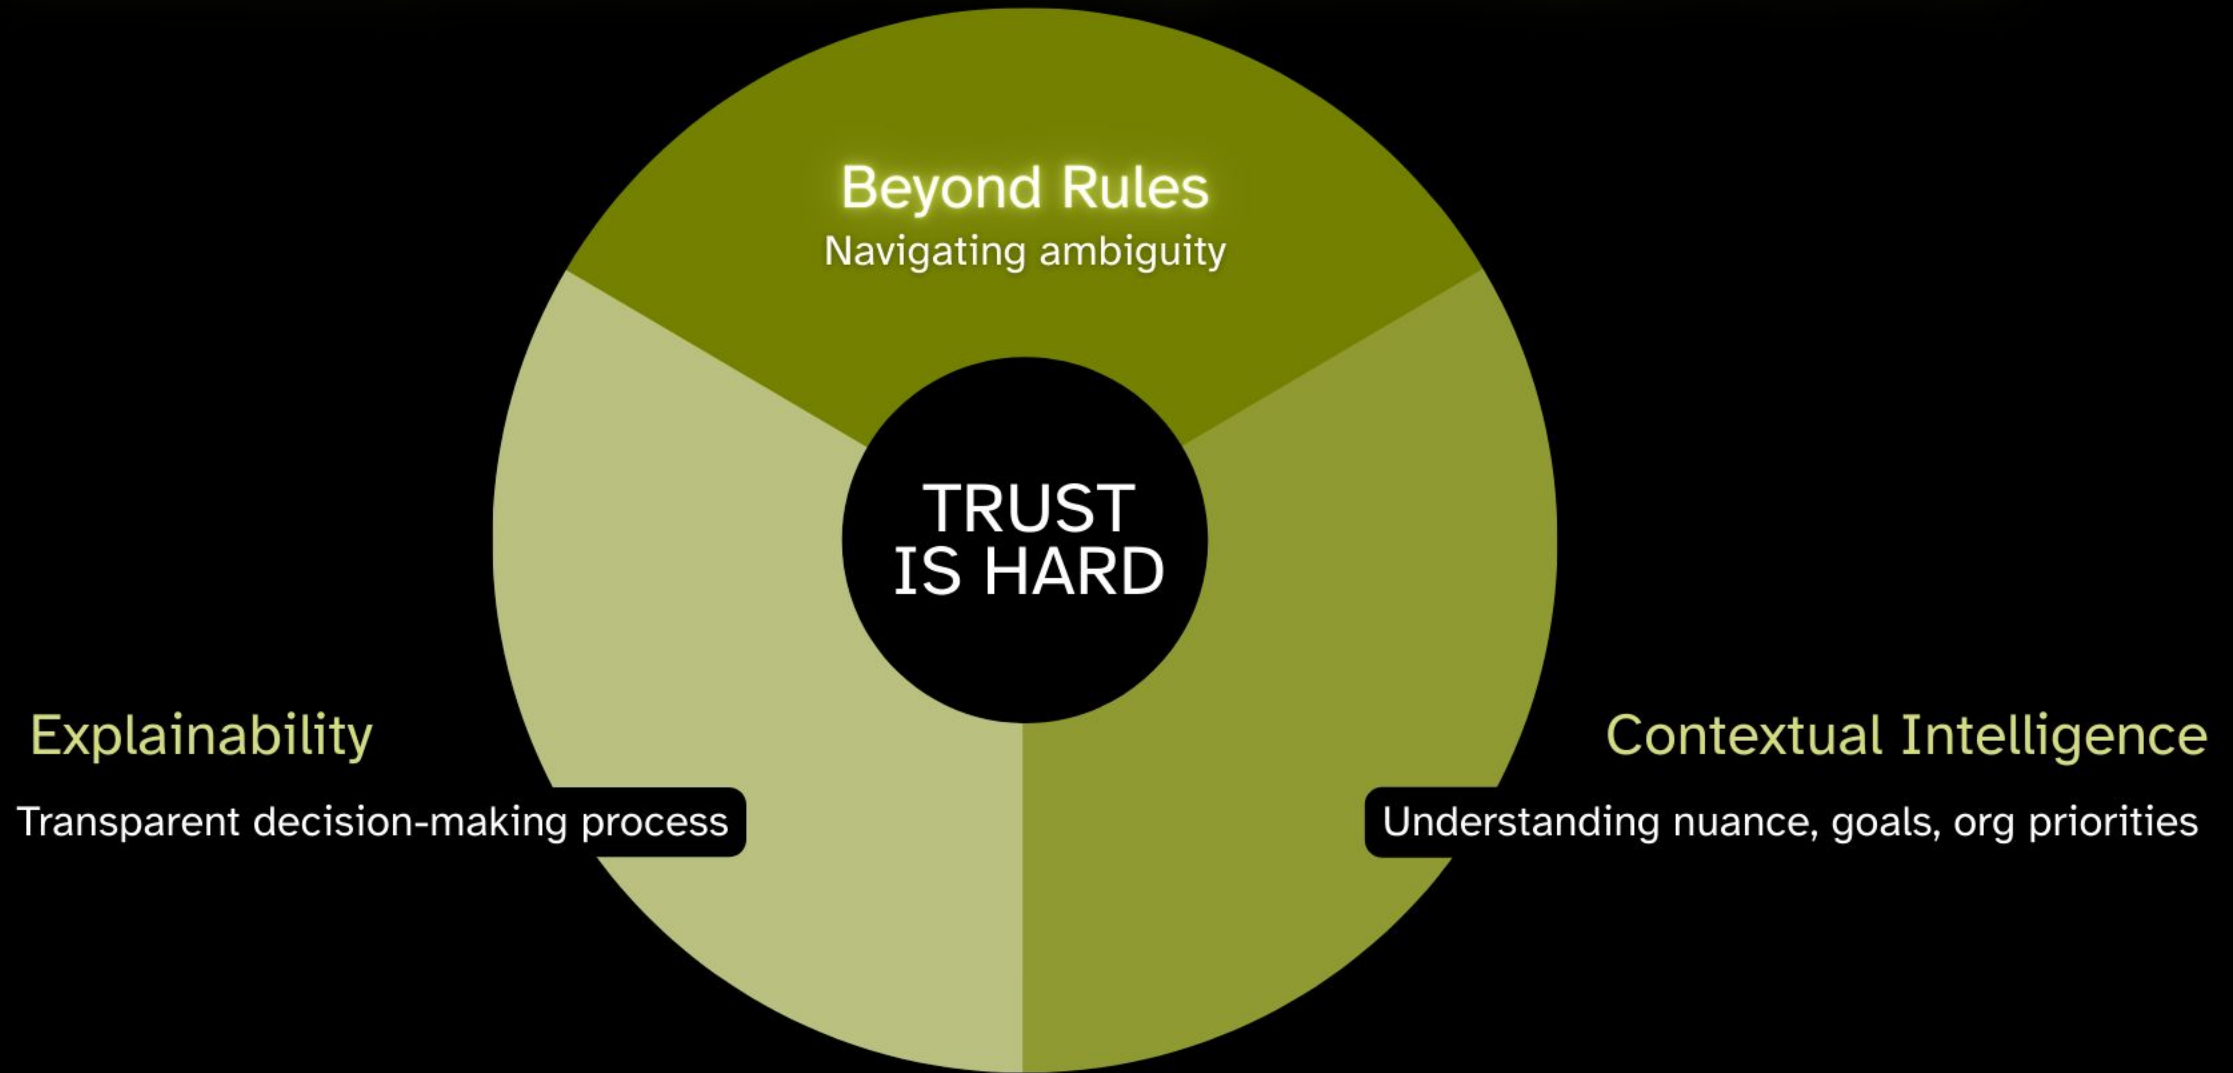 Beyond Rules
Navigating ambiguity
TRUST
IS HARD
Explainability
Transparent decision-making process
Contextual Intelligence
Understanding nuance, goals, org priorities